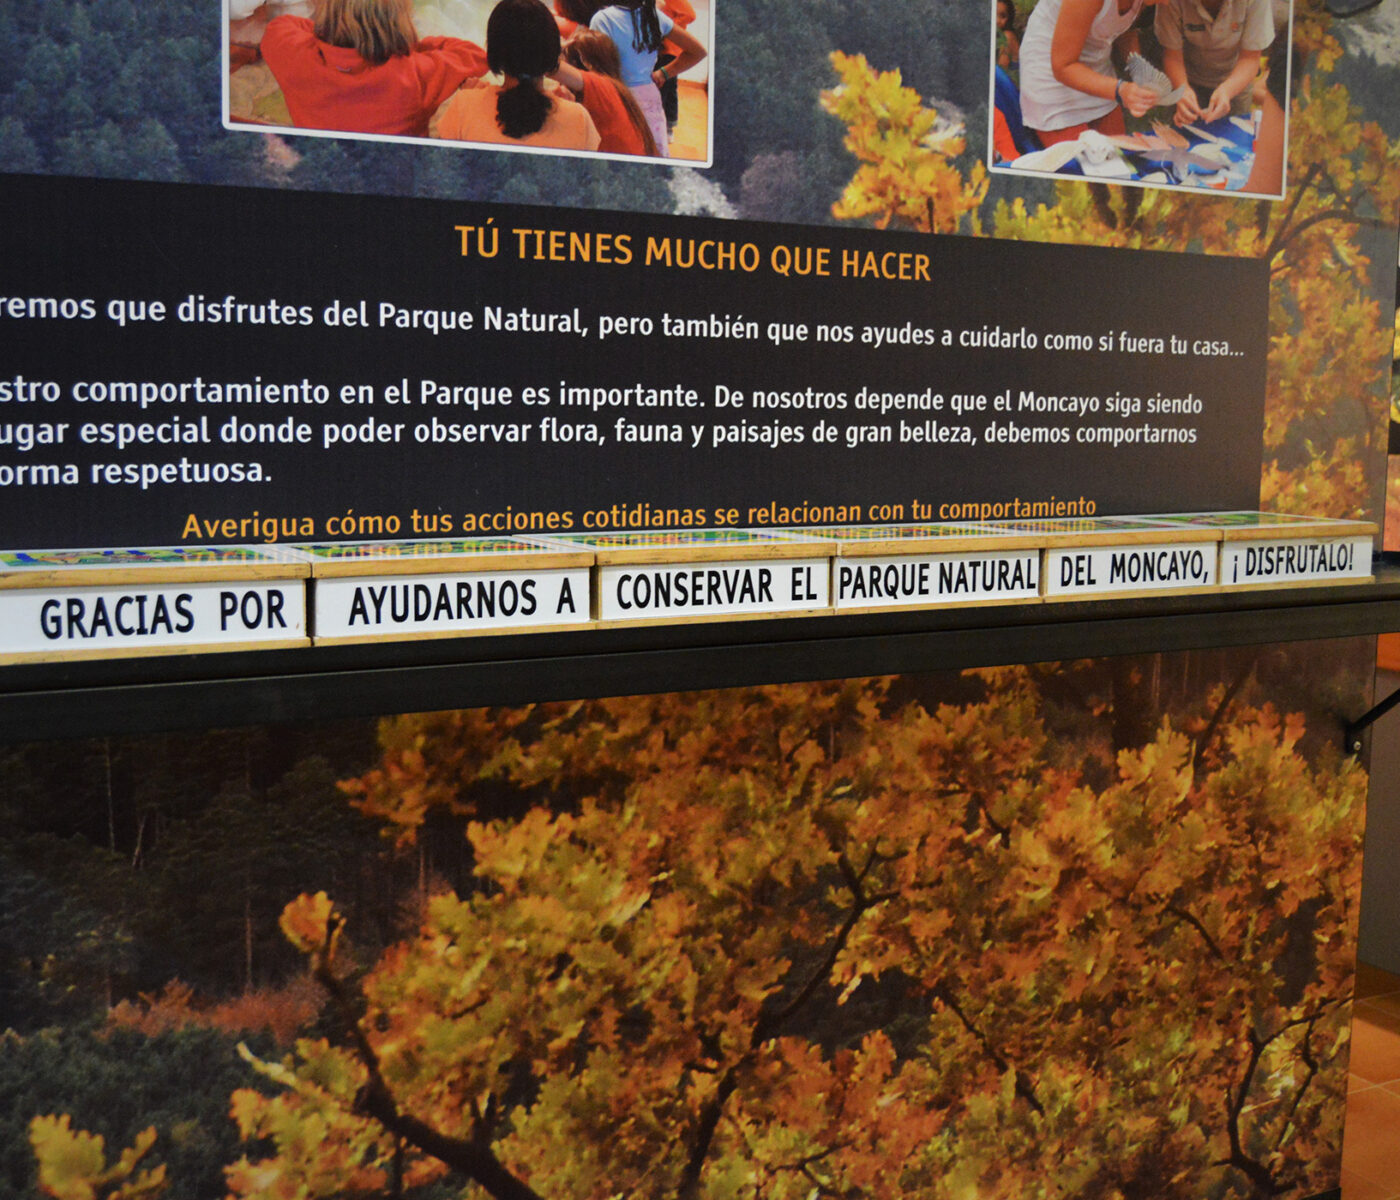 TÚ TIENES MUCHO QUE HACER
remos que disfrutes del Parque Natural, pero también que nos ayudes a cuidarlo como si fuera tu casa...
stro comportamiento en el Parque es importante. De nosotros depende que el Moncayo siga siendo
ugar especial donde poder observar flora, fauna y paisajes de gran belleza, debemos comportarnos
orma respetuosa.
Averigua cómo tus acciones cotidianas se relacionan con tu comportamiento
GRACIAS POR AYUDARNOS A CONSERVAR EL PARQUE NATURAL DEL MONCAYO, ¡DISFRUTALO!